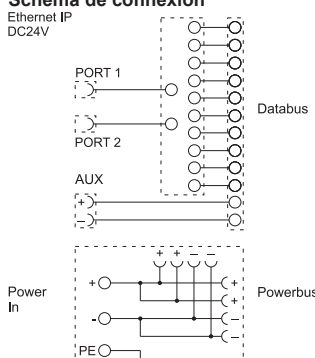 Schéma de connexion
Ethernet IP
DC24V
PORT 1
PORT 2
Databus
AUX
+
–
+ + – –
Power
In
+
-
PE
+
+
–
–
Powerbus